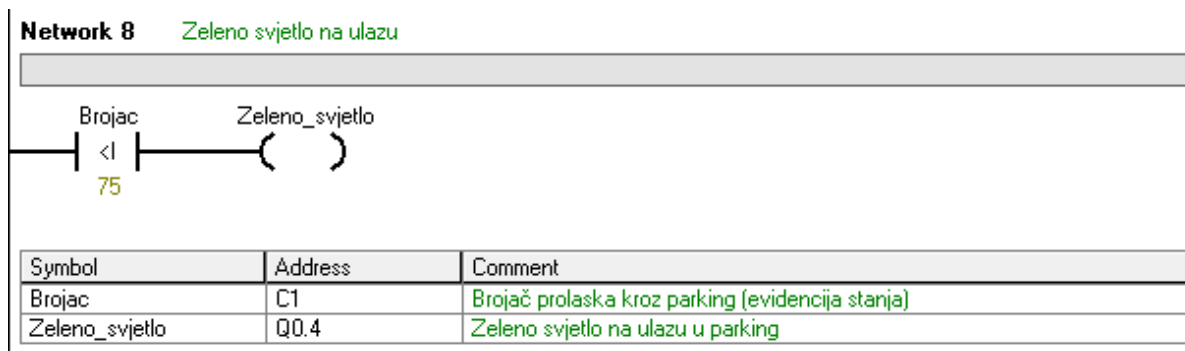 Network 8 Zeleno svjetlo na ulazu
Brojac Zeleno_svjetlo
<I
75
Symbol Address Comment
Brojac C1 Brojač prolaska kroz parking (evidencija stanja)
Zeleno_svjetlo Q0.4 Zeleno svjetlo na ulazu u parking